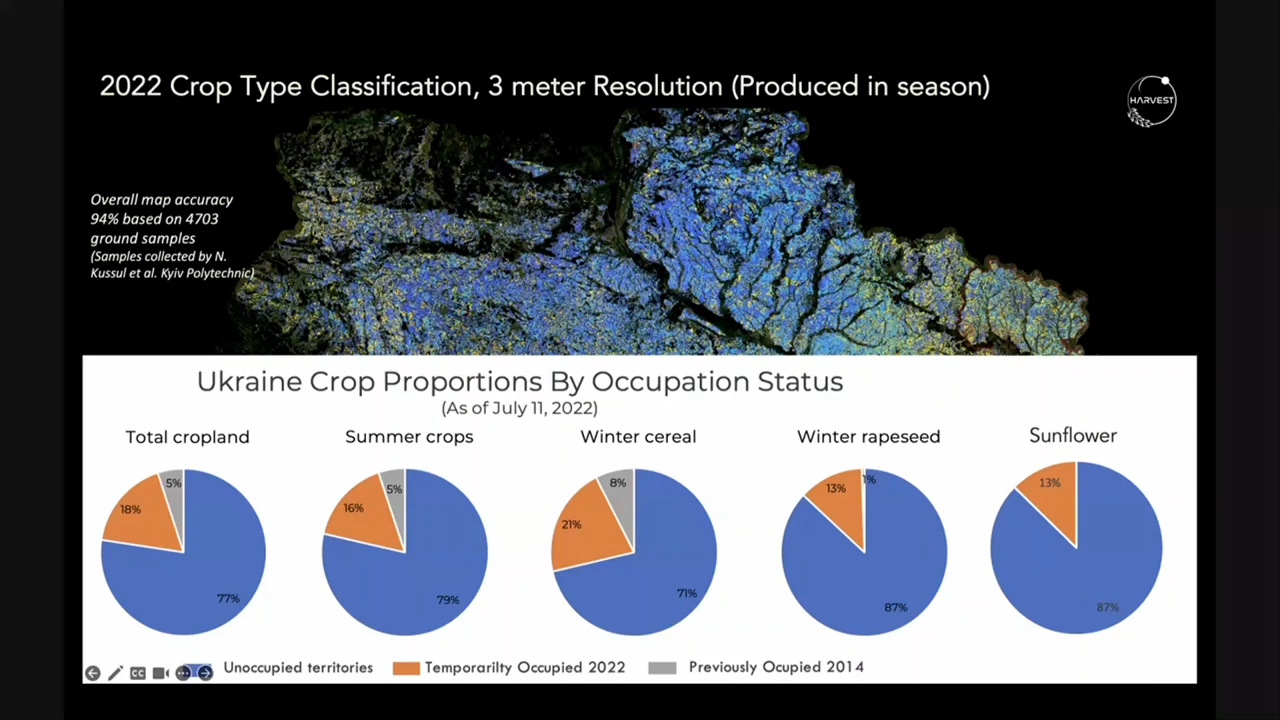 2022 Crop Type Classification, 3 meter Resolution (Produced in season)
HARVEST
Overall map accuracy
94% based on 4703
ground samples
(Samples collected by N.
Kussul et al. Kyiv Polytechnic)
Ukraine Crop Proportions By Occupation Status
(As of July 11, 2022)
Total cropland
Summer crops
Winter cereal
Winter rapeseed
Sunflower
5%
18%
77%
5%
16%
79%
8%
21%
71%
1%
13%
87%
13%
87%
CC
Unoccupied territories
Temporarilty Occupied 2022
Previously Ocupied 2014